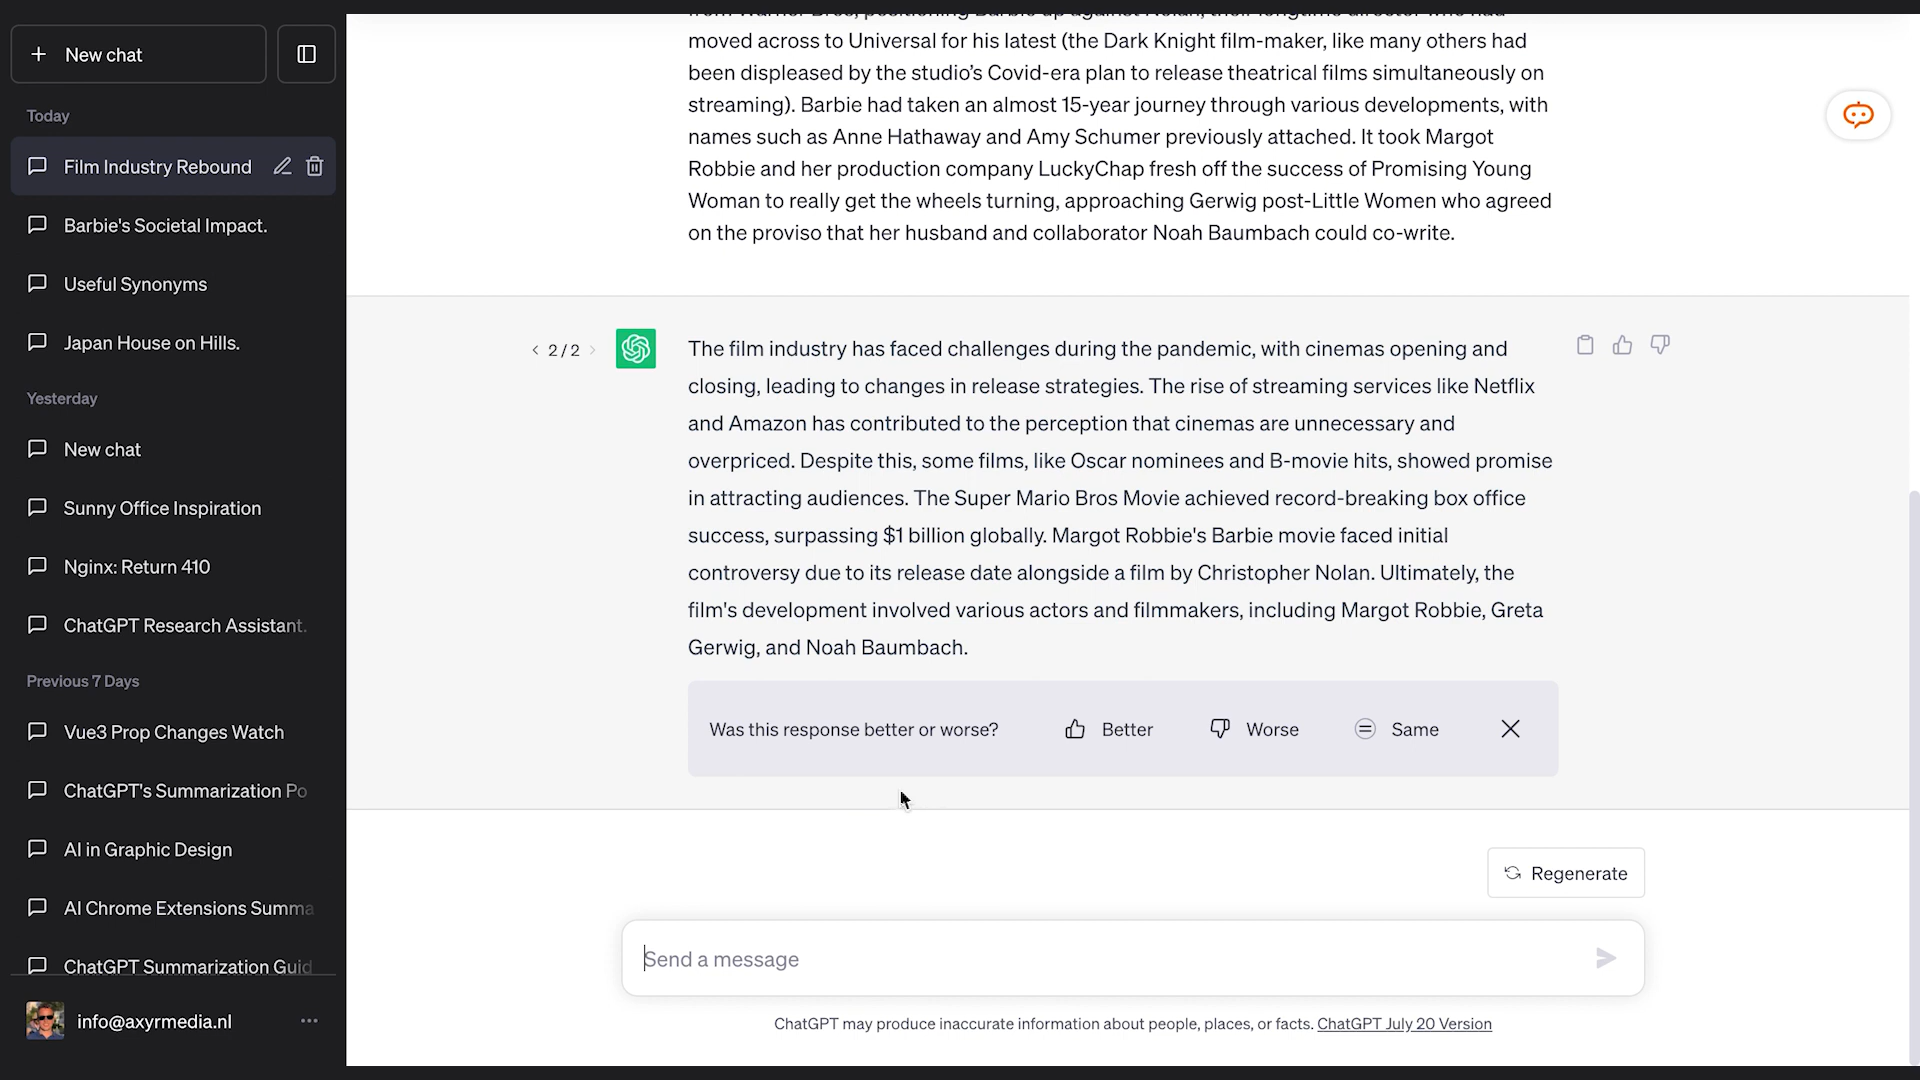 New chat
Today
Film Industry Rebound
Barbie's Societal Impact.
Useful Synonyms
Japan House on Hills.
Yesterday
New chat
Sunny Office Inspiration
Nginx: Return 410
ChatGPT Research Assistant.
Previous 7 Days
Vue3 Prop Changes Watch
ChatGPT's Summarization Po
AI in Graphic Design
AI Chrome Extensions Summa
ChatGPT Summarization Guid
info@axyrmedia.nl
from Warner Bros, positioning Barbie up against Nolan, their longtime director who had
moved across to Universal for his latest (the Dark Knight film-maker, like many others had
been displeased by the studio’s Covid-era plan to release theatrical films simultaneously on
streaming). Barbie had taken an almost 15-year journey through various developments, with
names such as Anne Hathaway and Amy Schumer previously attached. It took Margot
Robbie and her production company LuckyChap fresh off the success of Promising Young
Woman to really get the wheels turning, approaching Gerwig post-Little Women who agreed
on the proviso that her husband and collaborator Noah Baumbach could co-write.
2 / 2
The film industry has faced challenges during the pandemic, with cinemas opening and
closing, leading to changes in release strategies. The rise of streaming services like Netflix
and Amazon has contributed to the perception that cinemas are unnecessary and
overpriced. Despite this, some films, like Oscar nominees and B-movie hits, showed promise
in attracting audiences. The Super Mario Bros Movie achieved record-breaking box office
success, surpassing $1 billion globally. Margot Robbie's Barbie movie faced initial
controversy due to its release date alongside a film by Christopher Nolan. Ultimately, the
film's development involved various actors and filmmakers, including Margot Robbie, Greta
Gerwig, and Noah Baumbach.
Was this response better or worse?
Better
Worse
Same
Regenerate
Send a message
ChatGPT may produce inaccurate information about people, places, or facts. ChatGPT July 20 Version